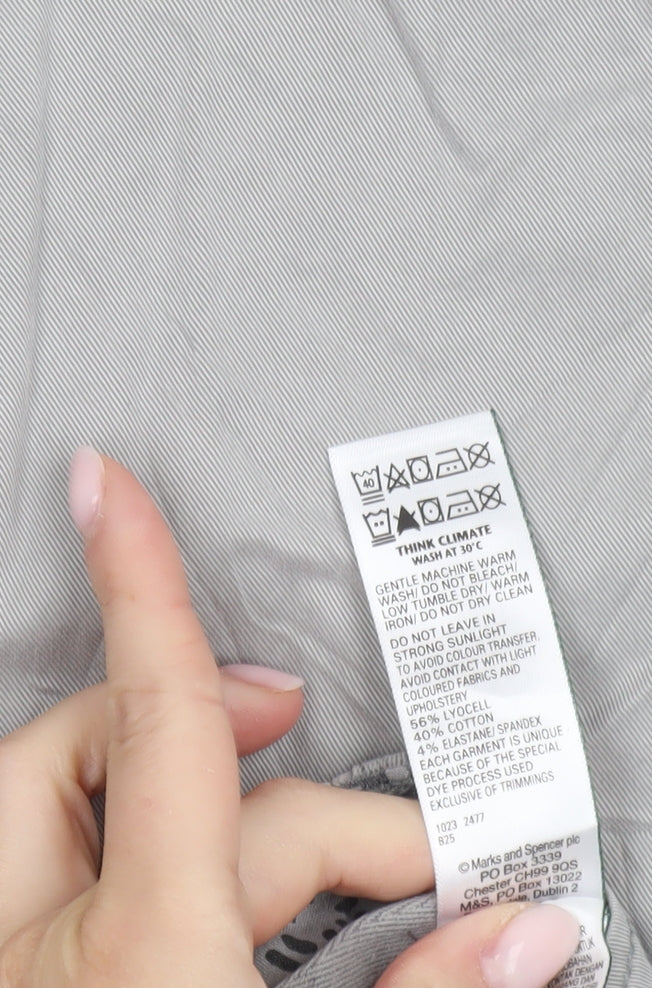 40
THINK CLIMATE
WASH AT 30°C
GENTLE MACHINE WARM
WASH/ DO NOT BLEACH/
LOW TUMBLE DRY/ WARM
IRON/ DO NOT DRY CLEAN
DO NOT LEAVE IN
STRONG SUNLIGHT
TO AVOID COLOUR TRANSFER,
AVOID CONTACT WITH LIGHT
COLOURED FABRICS AND
UPHOLSTERY
56% LYOCELL
40% COTTON
4% ELASTANE/ SPANDEX
EACH GARMENT IS UNIQUE
BECAUSE OF THE SPECIAL
DYE PROCESS USED
EXCLUSIVE OF TRIMMINGS
1023 2477
825
© Marks and Spencer plc
PO Box 3339
Chester CH99 9QS
M&S, PO Box 13022
Dublin 2
DENGAN
DAN